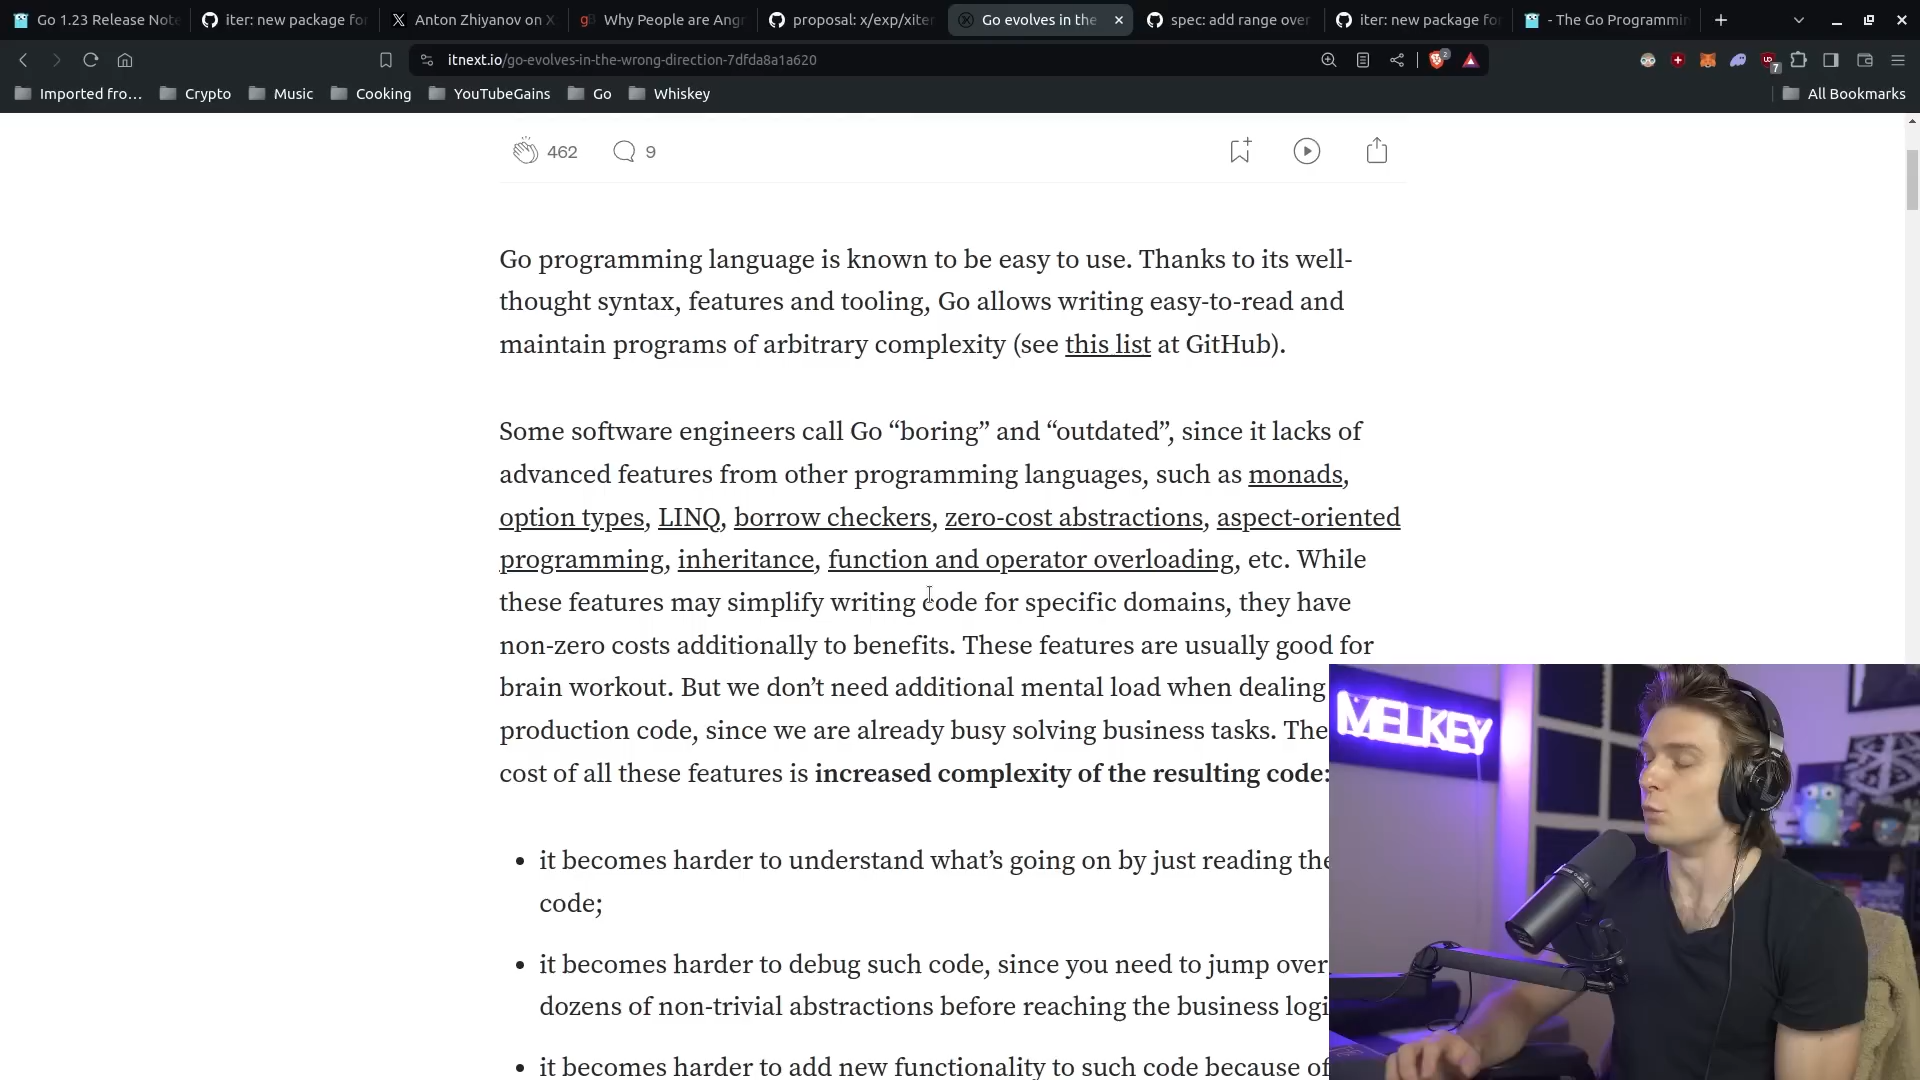 Go 1.23 Release Note
iter: new package for
Anton Zhiyanov on X
Why People are Angr
proposal: x/exp/xiter
Go evolves in the
spec: add range over
iter: new package for
- The Go Programmin
itnext.io/go-evolves-in-the-wrong-direction-7dfda8a1a620
2
7
Imported fro...
Crypto
Music
Cooking
YouTubeGains
Go
Whiskey
All Bookmarks
462
9
Go programming language is known to be easy to use. Thanks to its well-
thought syntax, features and tooling, Go allows writing easy-to-read and
maintain programs of arbitrary complexity (see this list at GitHub).
Some software engineers call Go “boring” and “outdated”, since it lacks of
advanced features from other programming languages, such as monads,
option types, LINQ, borrow checkers, zero-cost abstractions, aspect-oriented
programming, inheritance, function and operator overloading, etc. While
these features may simplify writing code for specific domains, they have
non-zero costs additionally to benefits. These features are usually good for
brain workout. But we don’t need additional mental load when dealing
production code, since we are already busy solving business tasks. The
cost of all these features is increased complexity of the resulting code:
• it becomes harder to understand what’s going on by just reading the
code;
• it becomes harder to debug such code, since you need to jump over
dozens of non-trivial abstractions before reaching the business logi
• it becomes harder to add new functionality to such code because of
MELKEY